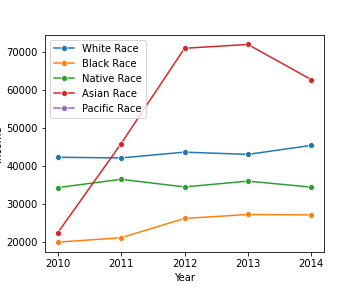 70000
60000
50000
40000
30000
20000
White Race
Black Race
Native Race
Asian Race
Pacific Race
2010 2011 2012 2013 2014
Year